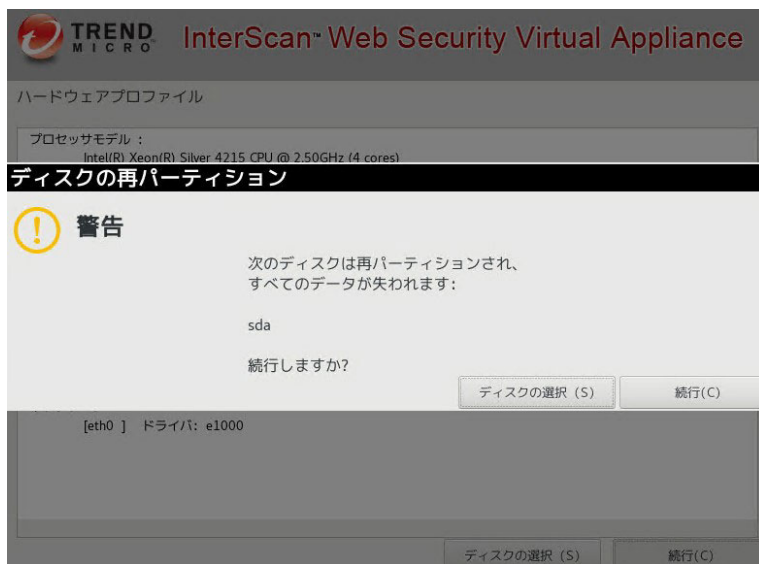 TREND
MICRO
InterScan™ Web Security Virtual Appliance
ハードウェアプロファイル
プロセッサモデル :
Intel(R) Xeon(R) Silver 4215 CPU @ 2.50GHz (4 cores)
ディスクの再パーティション
警告
次のディスクは再パーティションされ、
すべてのデータが失われます:
sda
続行しますか?
ディスクの選択 (S) 続行(C)
[eth0 ] ドライバ: e1000
ディスクの選択 (S) 続行(C)